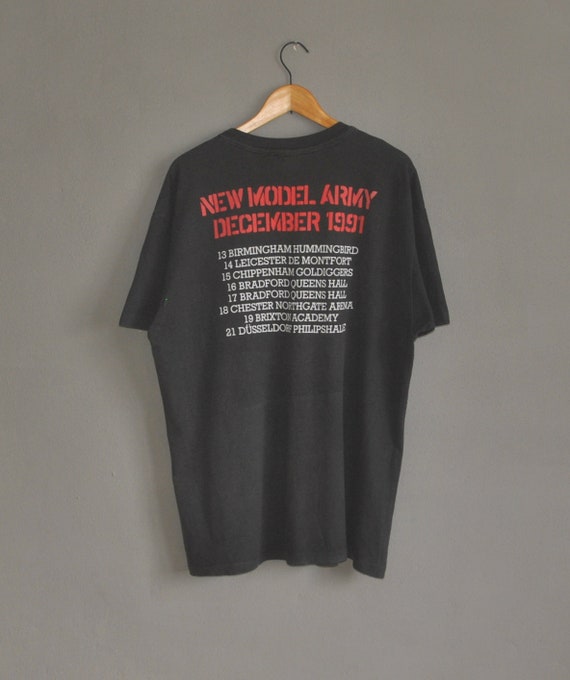 NEW MODEL ARMY
DECEMBER 1991
13 BIRMINGHAM HUMMINGBIRD
14 LEICESTER DE MONTFORT
15 CHIPPENHAM GOLDIGGERS
16 BRADFORD QUEENS HALL
17 BRADFORD QUEENS HALL
18 CHESTER NORTHGATE ARENA
19 BRIXTON ACADEMY
21 DÜSSELDORF PHILIPSHALE